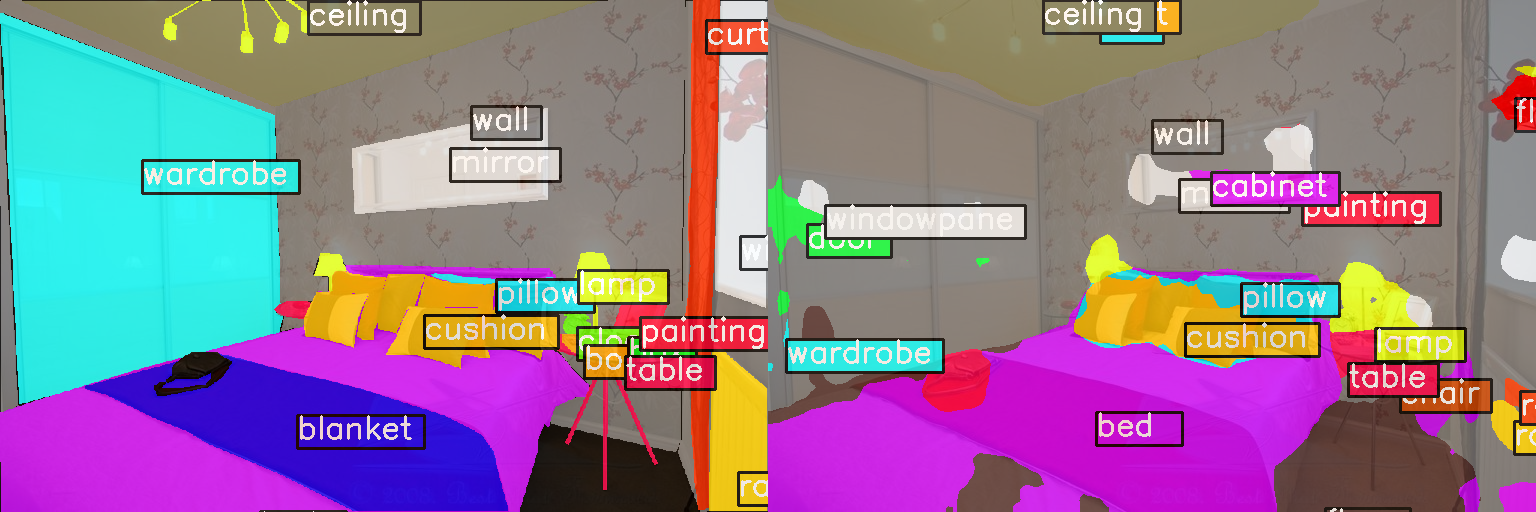 ceiling
curt
wall
mirror
wardrobe
pillow
lamp
cushion
painting
table
blanket
ceiling
t
wall
cabinet
painting
windowpane
door
pillow
cushion
wardrobe
lamp
table
bed